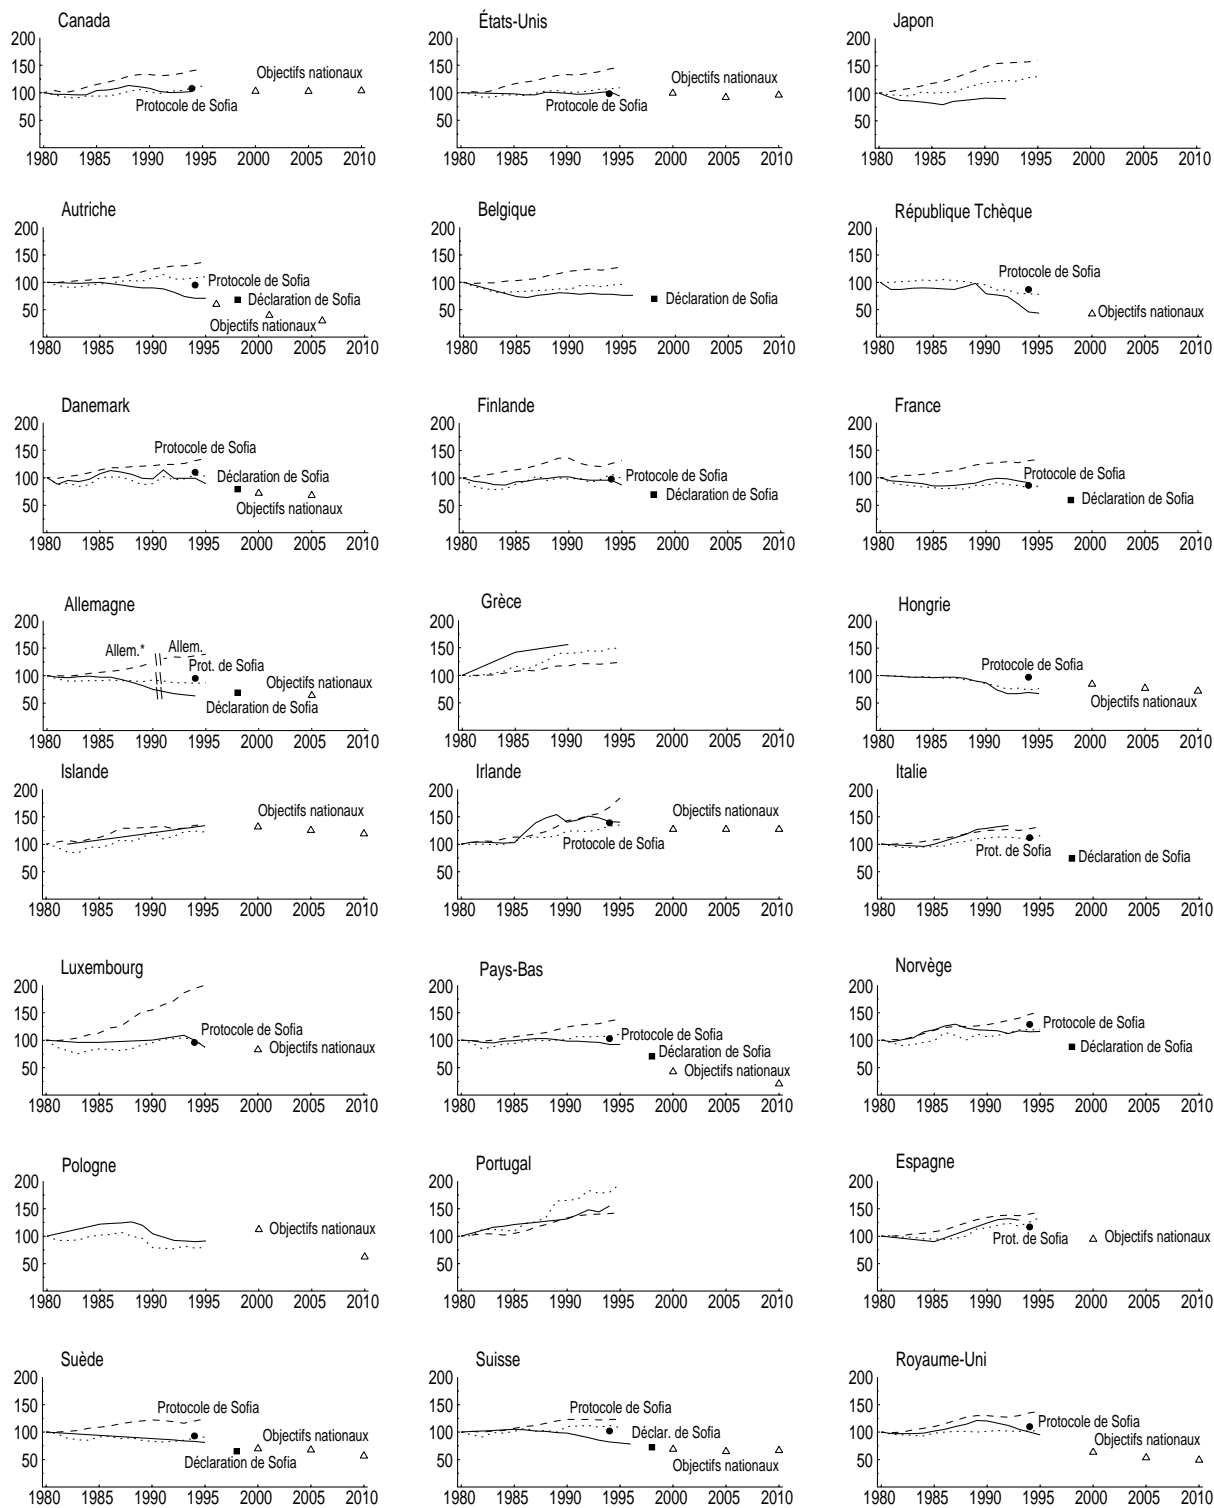 Canada
200
150
Objectifs nationaux
100
Protocole de Sofia
50
1980 1985 1990 1995 2000 2005 2010
États-Unis
200
150
Objectifs nationaux
100
Protocole de Sofia
50
1980 1985 1990 1995 2000 2005 2010
Japon
200
150
100
50
1980 1985 1990 1995 2000 2005 2010
Autriche
200
150
Protocole de Sofia
100
Déclaration de Sofia
50
Objectifs nationaux
1980 1985 1990 1995 2000 2005 2010
Belgique
200
150
100
Déclaration de Sofia
50
1980 1985 1990 1995 2000 2005 2010
République Tchèque
200
150
Protocole de Sofia
100
50
Objectifs nationaux
1980 1985 1990 1995 2000 2005 2010
Danemark
200
150
Protocole de Sofia
100
Déclaration de Sofia
50
Objectifs nationaux
1980 1985 1990 1995 2000 2005 2010
Finlande
200
150
100
Protocole de Sofia
Déclaration de Sofia
50
1980 1985 1990 1995 2000 2005 2010
France
200
150
Protocole de Sofia
100
Déclaration de Sofia
50
1980 1985 1990 1995 2000 2005 2010
Allemagne
200
150
Allem.* Allem.
Prot. de Sofia
100
Objectifs nationaux
50
Déclaration de Sofia
1980 1985 1990 1995 2000 2005 2010
Grèce
200
150
100
50
1980 1985 1990 1995 2000 2005 2010
Hongrie
200
150
Protocole de Sofia
100
50
Objectifs nationaux
1980 1985 1990 1995 2000 2005 2010
Islande
200
150
Objectifs nationaux
100
50
1980 1985 1990 1995 2000 2005 2010
Irlande
200
150
Objectifs nationaux
100
Protocole de Sofia
50
1980 1985 1990 1995 2000 2005 2010
Italie
200
150
100
Prot. de Sofia
Déclaration de Sofia
50
1980 1985 1990 1995 2000 2005 2010
Luxembourg
200
150
Protocole de Sofia
100
Objectifs nationaux
50
1980 1985 1990 1995 2000 2005 2010
Pays-Bas
200
150
Protocole de Sofia
100
Déclaration de Sofia
Objectifs nationaux
50
1980 1985 1990 1995 2000 2005 2010
Norvège
200
150
Protocole de Sofia
100
Déclaration de Sofia
50
1980 1985 1990 1995 2000 2005 2010
Pologne
200
150
Objectifs nationaux
100
50
1980 1985 1990 1995 2000 2005 2010
Portugal
200
150
100
50
1980 1985 1990 1995 2000 2005 2010
Espagne
200
150
100
Prot. de Sofia
Objectifs nationaux
50
1980 1985 1990 1995 2000 2005 2010
Suède
200
150
Protocole de Sofia
100
Objectifs nationaux
50
Déclaration de Sofia
1980 1985 1990 1995 2000 2005 2010
Suisse
200
150
Protocole de Sofia
100
Déclar. de Sofia
50
Objectifs nationaux
1980 1985 1990 1995 2000 2005 2010
Royaume-Uni
200
150
Protocole de Sofia
100
Objectifs nationaux
50
1980 1985 1990 1995 2000 2005 2010